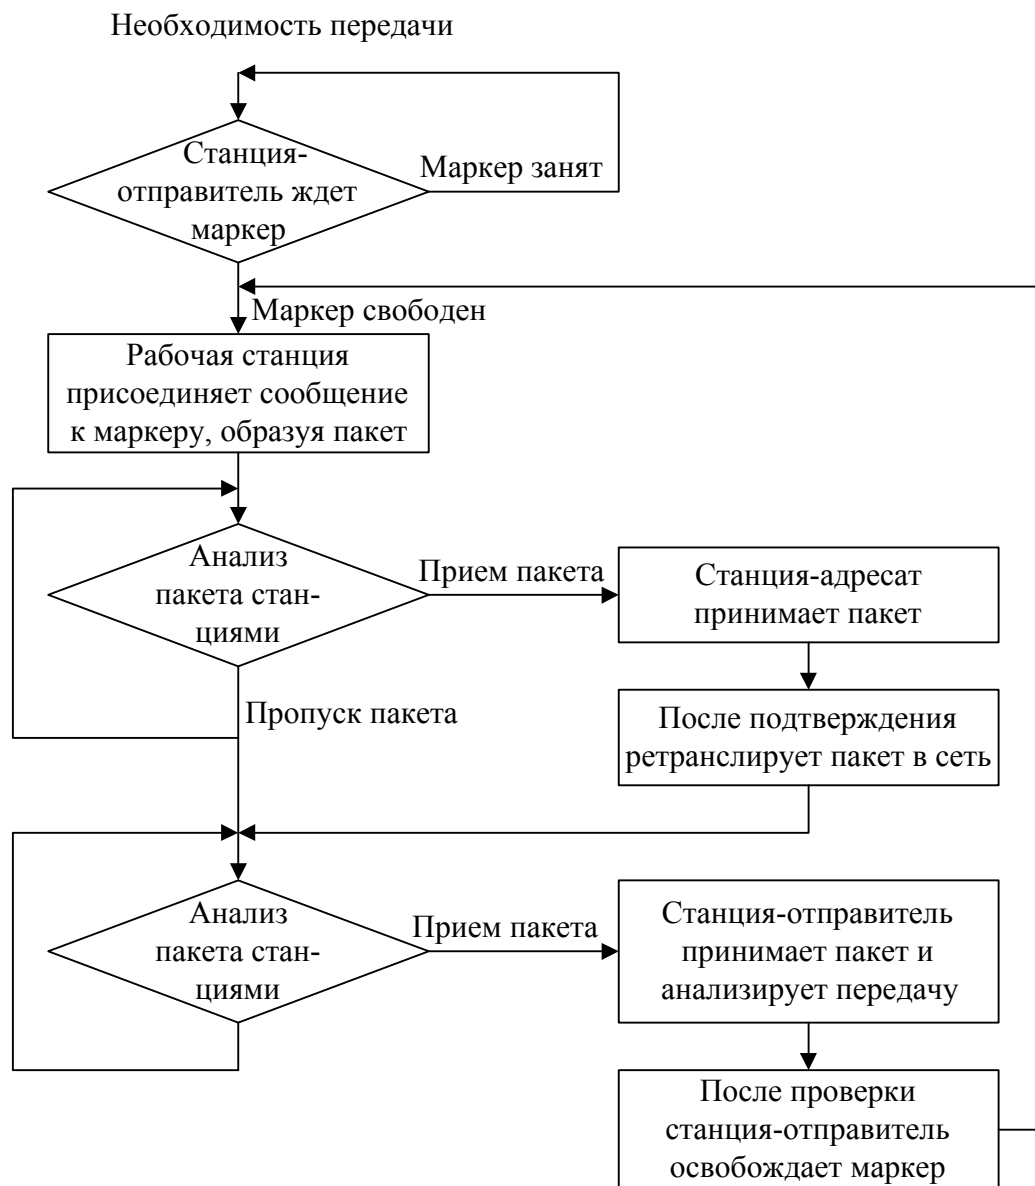 Необходимость передачи
Станция-
отправитель ждет
маркер
Маркер занят
Маркер свободен
Рабочая станция
присоединяет сообщение
к маркеру, образуя пакет
Анализ
пакета стан-
циями
Прием пакета
Станция-адресат
принимает пакет
Пропуск пакета
После подтверждения
ретранслирует пакет в сеть
Анализ
пакета стан-
циями
Прием пакета
Станция-отправитель
принимает пакет и
анализирует передачу
После проверки
станция-отправитель
освобождает маркер